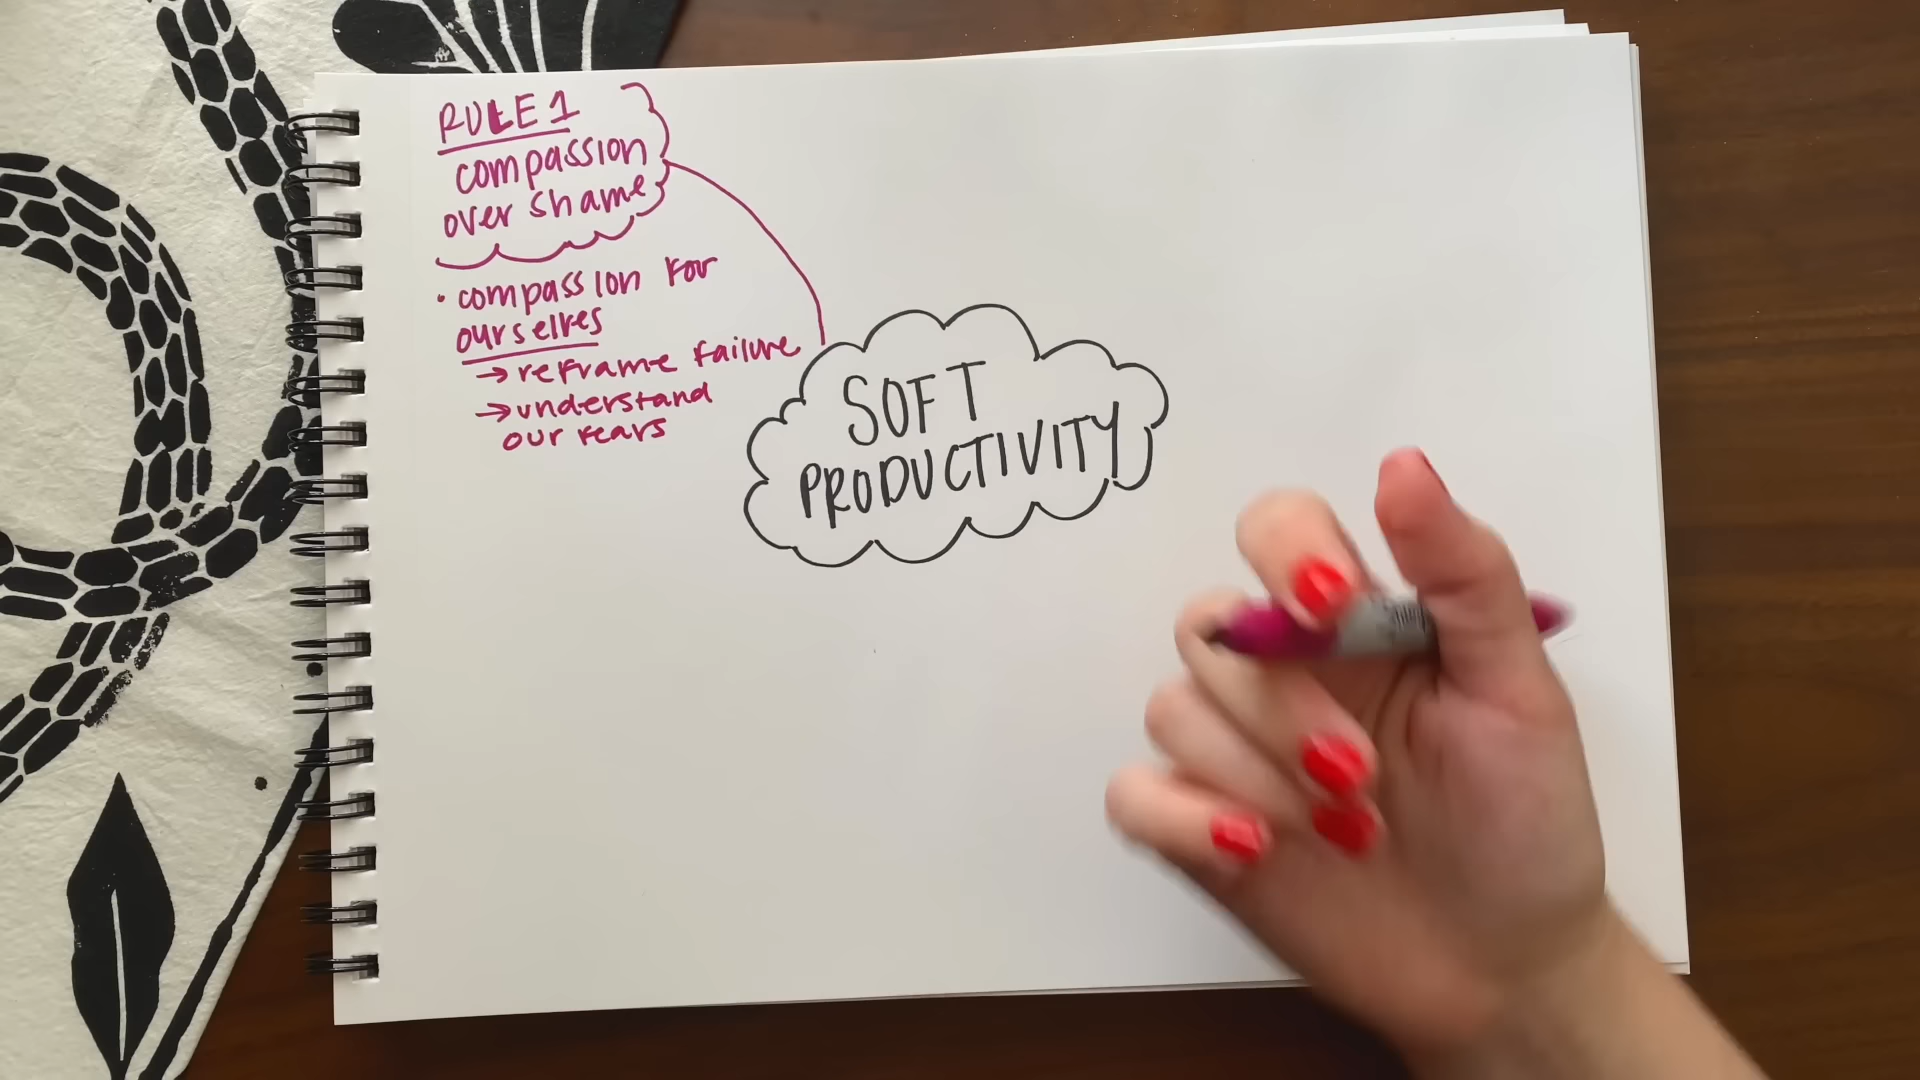 RULE 1
compassion
over shame
• compassion for
ourselves
→ reframe failure
→ understand
our fears
SOFT
PRODUCTIVITY